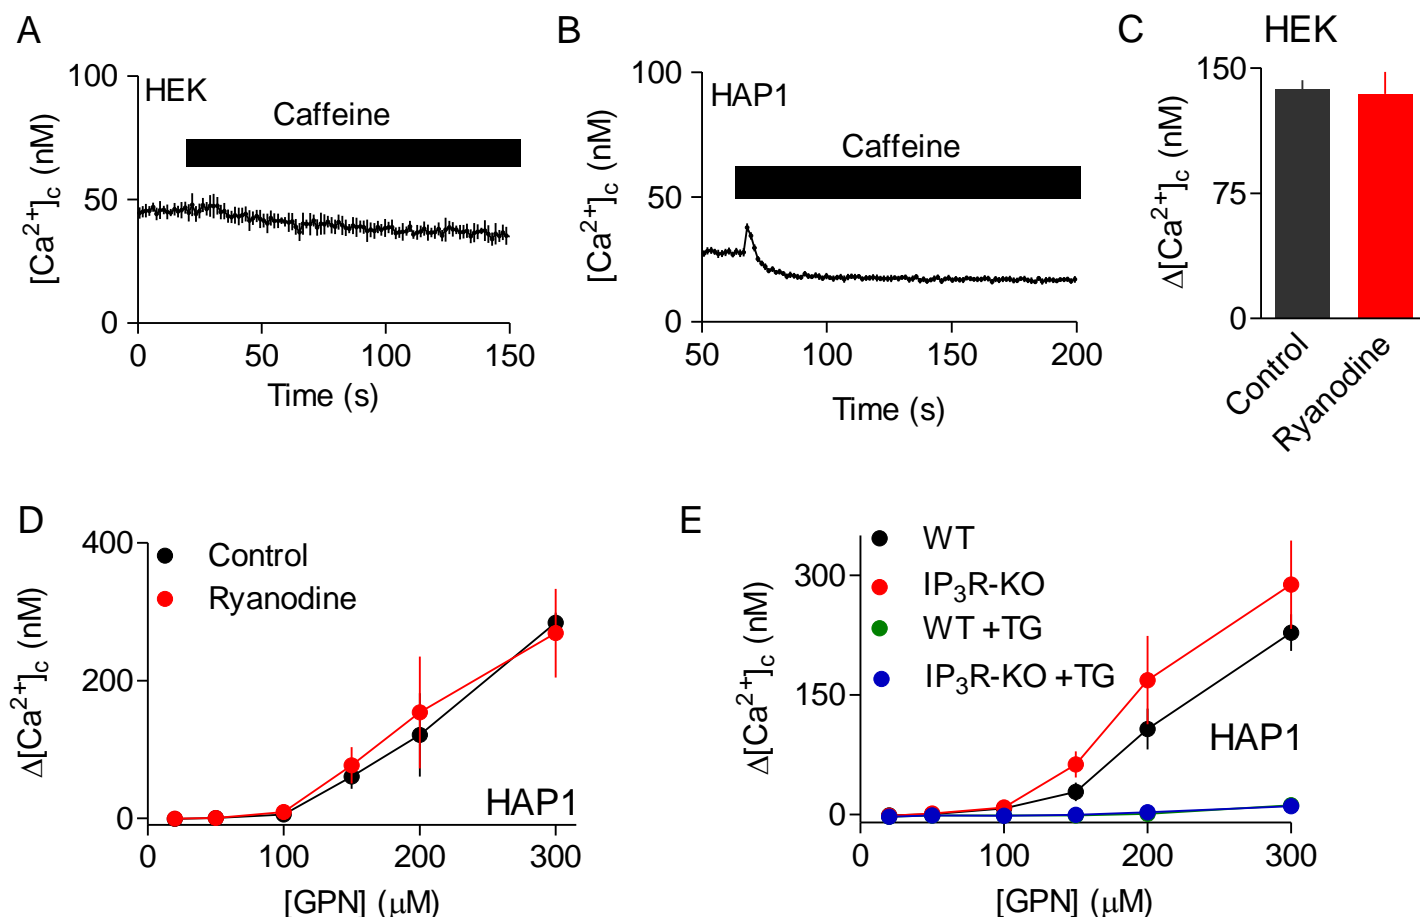 A
HEK
Caffeine
[Ca²⁺]c (nM)
100
50
0
0 50 100 150
Time (s)
B
HAP1
Caffeine
[Ca²⁺]c (nM)
100
50
0
50 100 150 200
Time (s)
C
HEK
Δ[Ca²⁺]c (nM)
150
75
0
Control
Ryanodine
D
Control
Ryanodine
Δ[Ca²⁺]c (nM)
400
200
0
HAP1
0 100 200 300
[GPN] (μM)
E
WT
IP₃R-KO
WT +TG
IP₃R-KO +TG
Δ[Ca²⁺]c (nM)
300
150
0
HAP1
0 100 200 300
[GPN] (μM)